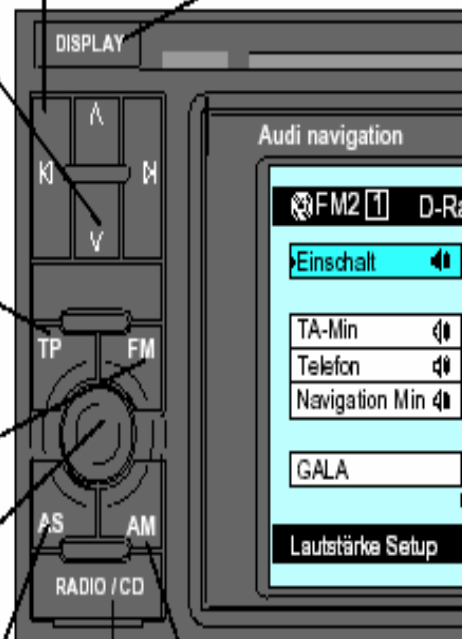 DISPLAY
Audi navigation
FM2 1 D-Ra
Einschalt
TA-Min
Telefon
Navigation Min
GALA
Lautstärke Setup
TP FM
AS AM
RADIO / CD